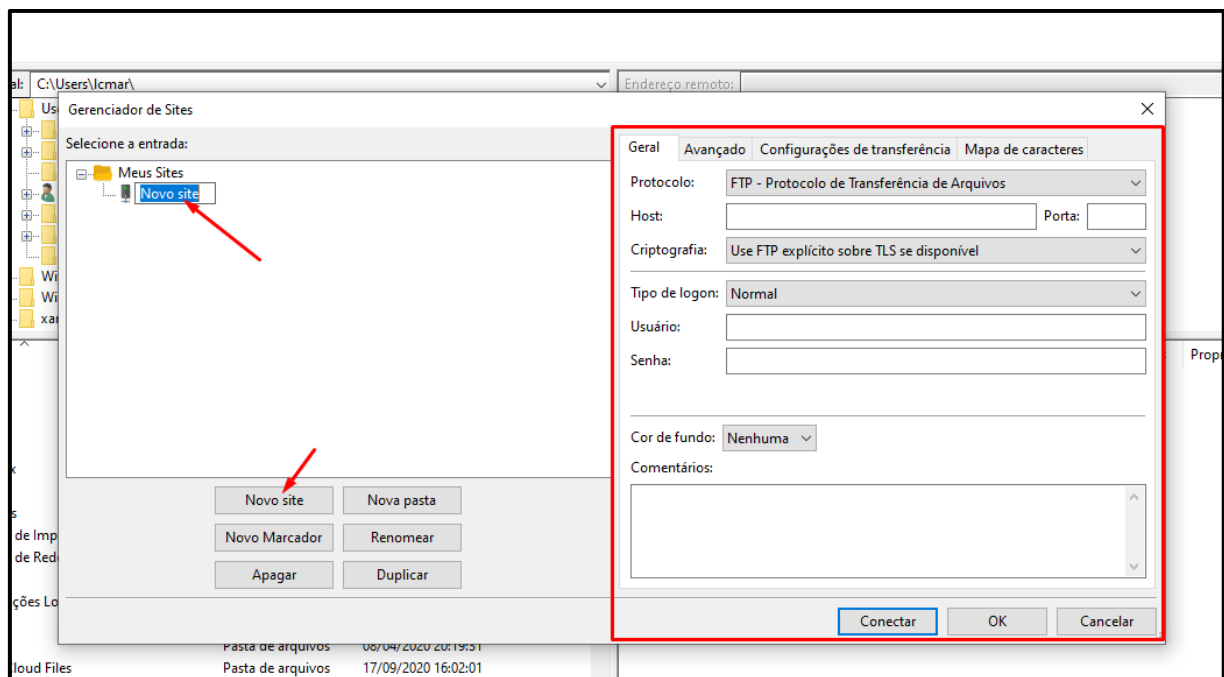 al: C:\Users\lcmar\
Endereço remoto:
Gerenciador de Sites
Selecione a entrada:
Meus Sites
Novo site
Novo site
Nova pasta
Novo Marcador
Renomear
Apagar
Duplicar
Geral
Avançado
Configurações de transferência
Mapa de caracteres
Protocolo: FTP - Protocolo de Transferência de Arquivos
Host:
Porta:
Criptografia: Use FTP explícito sobre TLS se disponível
Tipo de logon: Normal
Usuário:
Senha:
Cor de fundo: Nenhuma
Comentários:
Conectar
OK
Cancelar
Us
Wi
Wi
xar
Prop
x
s
de Imp
de Red
ções Lo
Pasta de arquivos 08/04/2020 20:19:31
loud Files Pasta de arquivos 17/09/2020 16:02:01